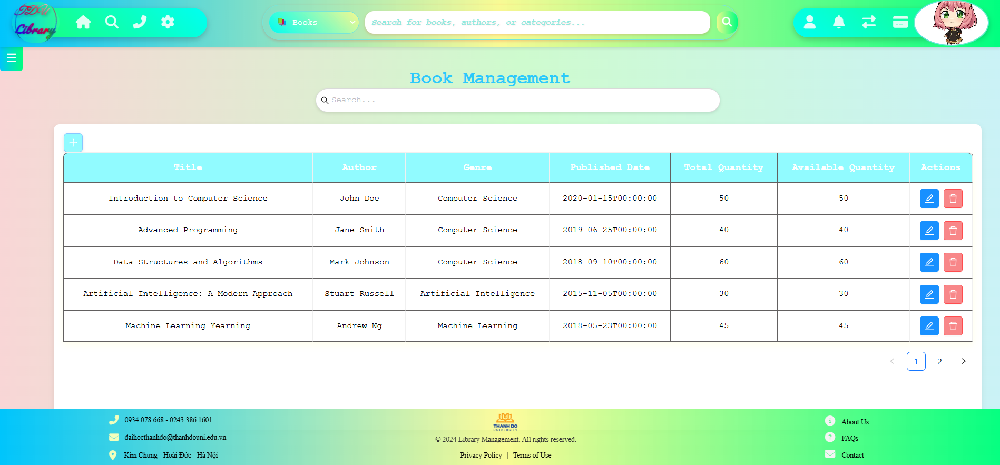 TDU
Library
Books
Search for books, authors, or categories...
Book Management
Search...
Title Author Genre Published Date Total Quantity Available Quantity Actions
Introduction to Computer Science John Doe Computer Science 2020-01-15T00:00:00 50 50
Advanced Programming Jane Smith Computer Science 2019-06-25T00:00:00 40 40
Data Structures and Algorithms Mark Johnson Computer Science 2018-09-10T00:00:00 60 60
Artificial Intelligence: A Modern Approach Stuart Russell Artificial Intelligence 2015-11-05T00:00:00 30 30
Machine Learning Yearning Andrew Ng Machine Learning 2018-05-23T00:00:00 45 45
1 2
0934 078 668 - 0243 386 1601
daihocthanhdo@thanhdouni.edu.vn
Kim Chung - Hoài Đức - Hà Nội
THANH DO
UNIVERSITY
© 2024 Library Management. All rights reserved.
Privacy Policy | Terms of Use
About Us
FAQs
Contact